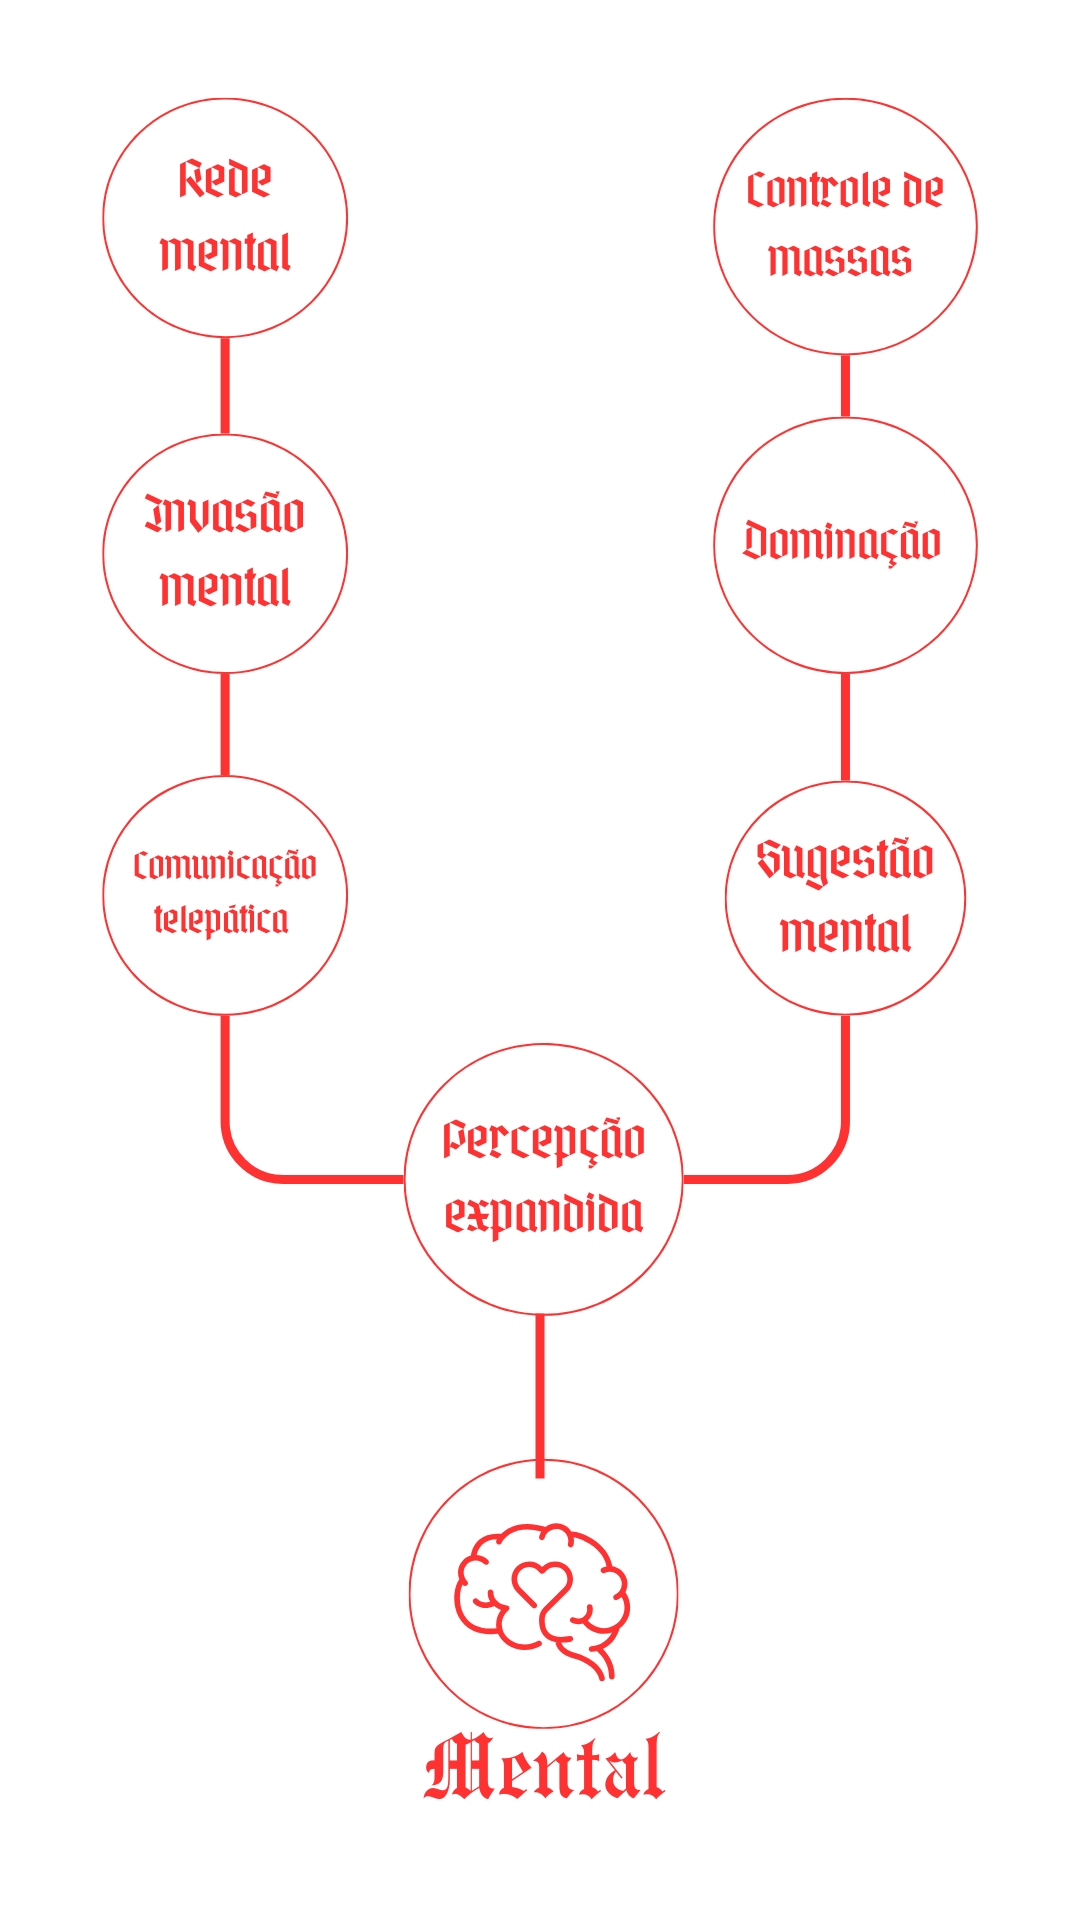 Rede
mental
Controle de
massas
Invasão
mental
Dominação
Comunicação
telepática
Sugestão
mental
Percepção
expandida
Mental